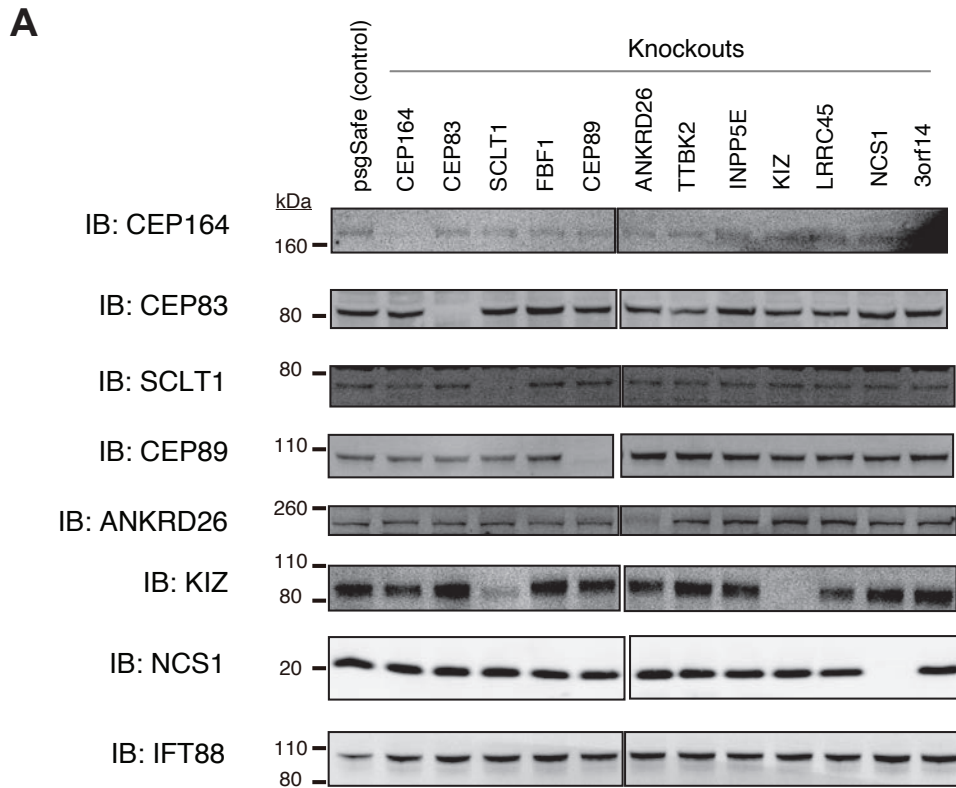 A
Knockouts
psgSafe (control)
CEP164
CEP83
SCLT1
FBF1
CEP89
ANKRD26
TTBK2
INPP5E
KIZ
LRRC45
NCS1
3orf14
kDa
IB: CEP164
160
IB: CEP83
80
IB: SCLT1
80
IB: CEP89
110
IB: ANKRD26
260
IB: KIZ
110
80
IB: NCS1
20
IB: IFT88
110
80